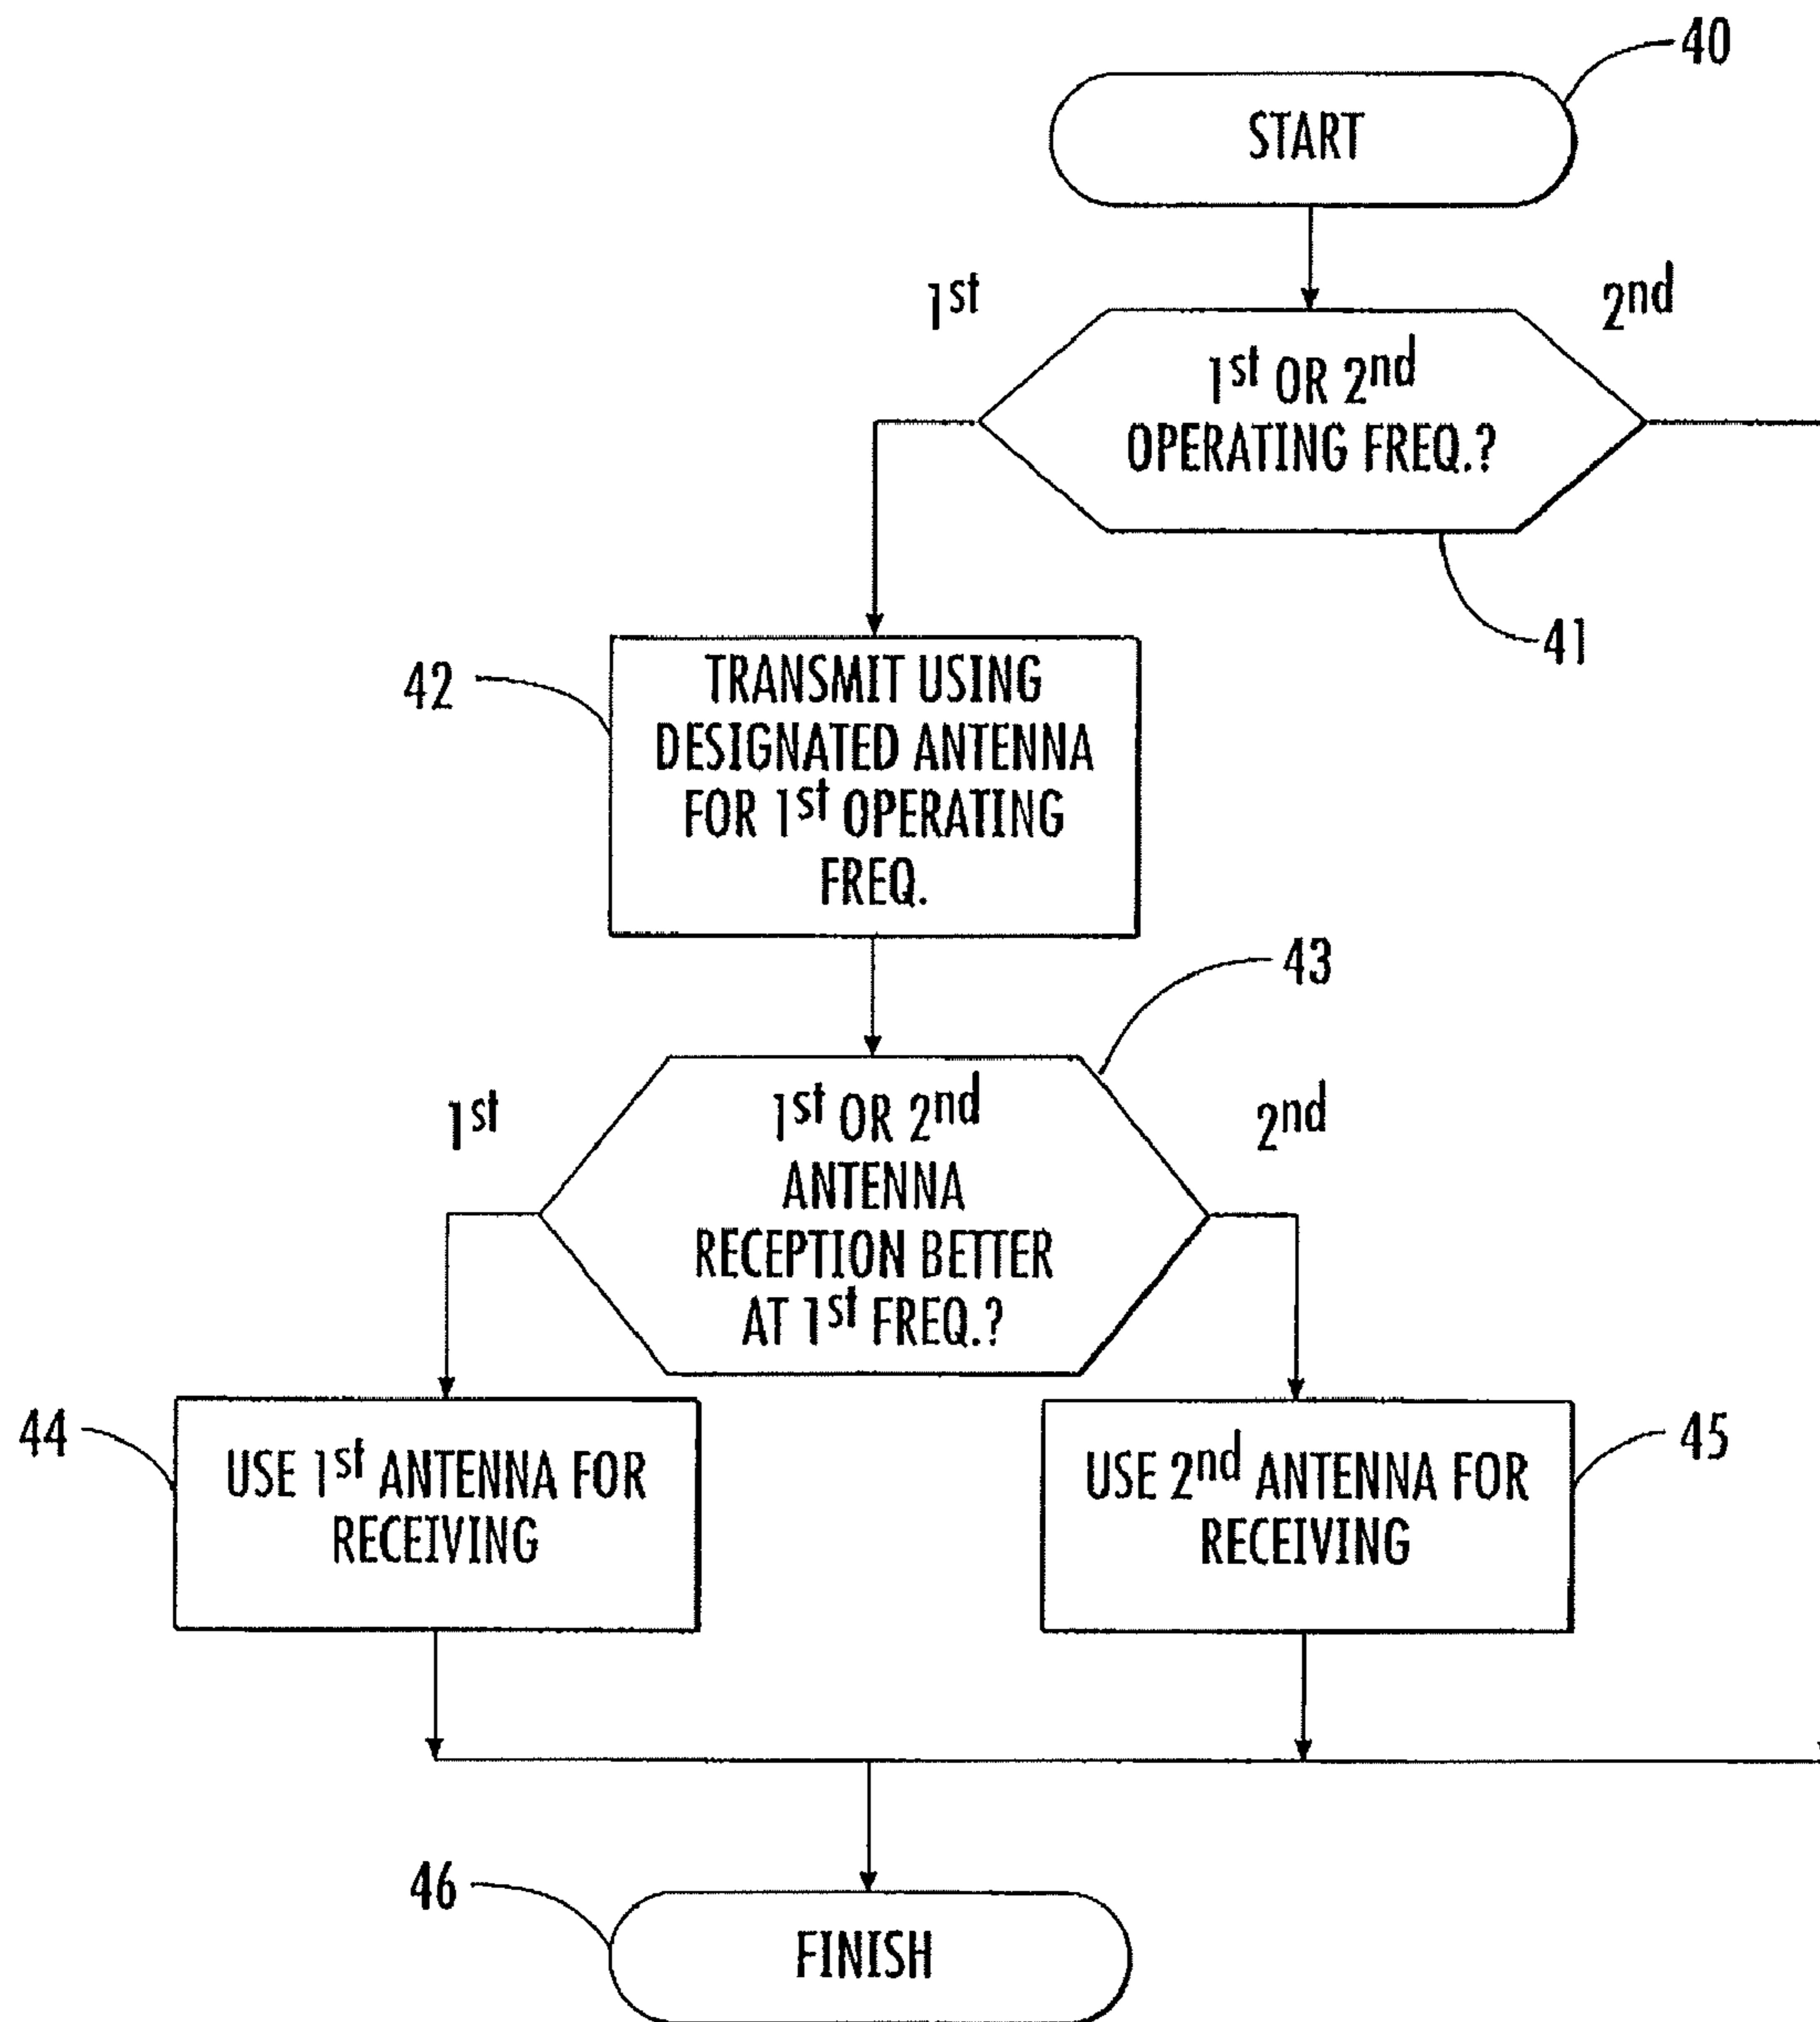 40
START
1st
2nd
1st OR 2nd
OPERATING FREQ.?
41
42
TRANSMIT USING
DESIGNATED ANTENNA
FOR 1st OPERATING
FREQ.
43
1st
2nd
1st OR 2nd
ANTENNA
RECEPTION BETTER
AT 1st FREQ.?
44
USE 1st ANTENNA FOR
RECEIVING
45
USE 2nd ANTENNA FOR
RECEIVING
46
FINISH